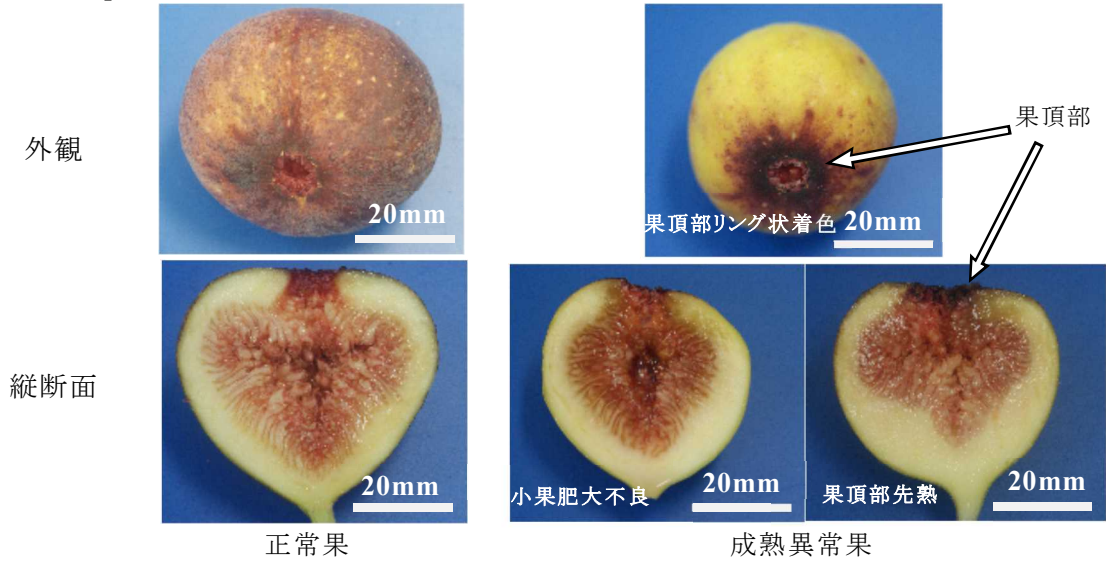 外観
果頂部
20mm
果頂部リング状着色 20mm
縦断面
20mm
小果肥大不良
20mm
果頂部先熟
20mm
正常果
成熟異常果